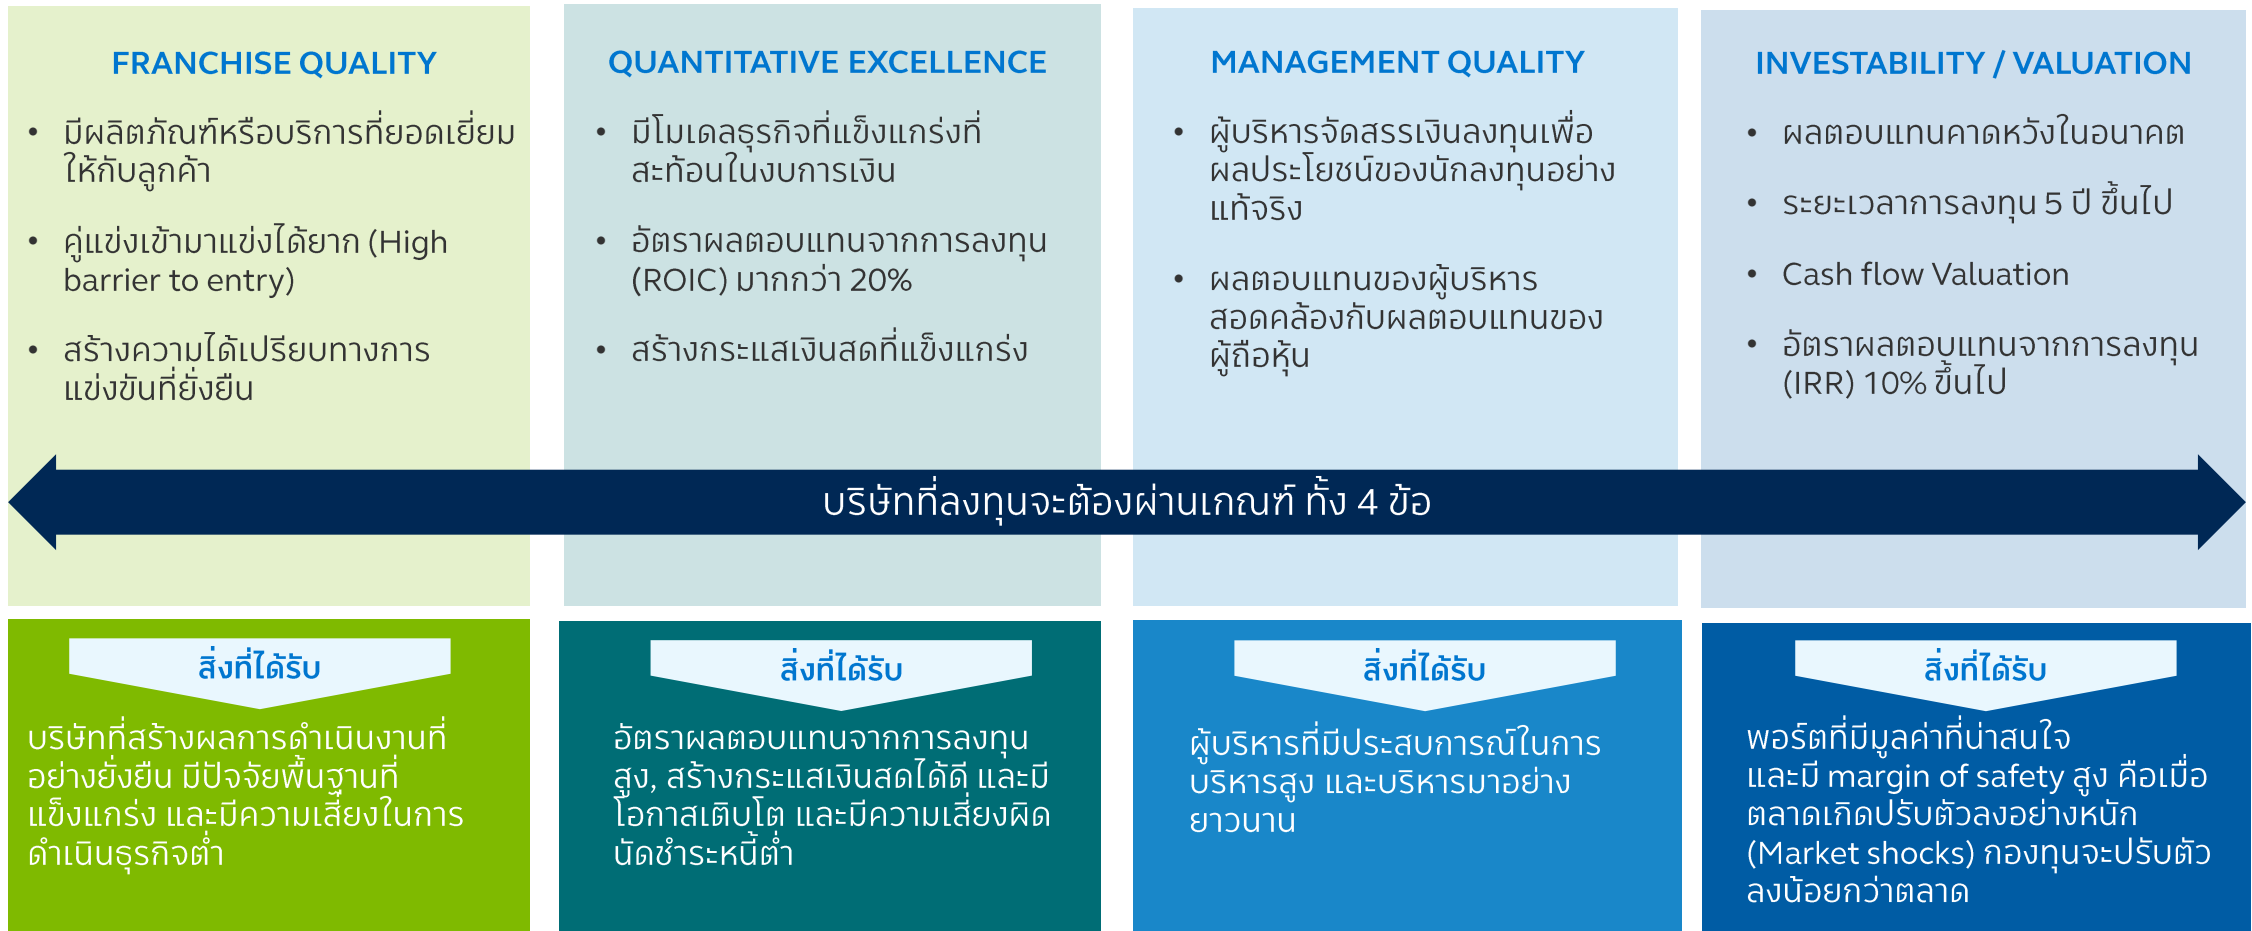 FRANCHISE QUALITY
• มีผลิตภัณฑ์หรือบริการที่ยอดเยี่ยม
ให้กับลูกค้า
• คู่แข่งเข้ามาแข่งได้ยาก (High
barrier to entry)
• สร้างความได้เปรียบทางการ
แข่งขันที่ยั่งยืน
QUANTITATIVE EXCELLENCE
• มีโมเดลธุรกิจที่แข็งแกร่งที่
สะท้อนในงบการเงิน
• อัตราผลตอบแทนจากการลงทุน
(ROIC) มากกว่า 20%
• สร้างกระแสเงินสดที่แข็งแกร่ง
MANAGEMENT QUALITY
• ผู้บริหารจัดสรรเงินลงทุนเพื่อ
ผลประโยชน์ของนักลงทุนอย่าง
แท้จริง
• ผลตอบแทนของผู้บริหาร
สอดคล้องกับผลตอบแทนของ
ผู้ถือหุ้น
INVESTABILITY / VALUATION
• ผลตอบแทนคาดหวังในอนาคต
• ระยะเวลาการลงทุน 5 ปี ขึ้นไป
• Cash flow Valuation
• อัตราผลตอบแทนจากการลงทุน
(IRR) 10% ขึ้นไป
บริษัทที่ลงทุนจะต้องผ่านเกณฑ์ ทั้ง 4 ข้อ
สิ่งที่ได้รับ
บริษัทที่สร้างผลการดำเนินงานที่
อย่างยั่งยืน มีปัจจัยพื้นฐานที่
แข็งแกร่ง และมีความเสี่ยงในการ
ดำเนินธุรกิจต่ำ
สิ่งที่ได้รับ
อัตราผลตอบแทนจากการลงทุน
สูง, สร้างกระแสเงินสดได้ดี และมี
โอกาสเติบโต และมีความเสี่ยงผิด
นัดชำระหนี้ต่ำ
สิ่งที่ได้รับ
ผู้บริหารที่มีประสบการณ์ในการ
บริหารสูง และบริหารมาอย่าง
ยาวนาน
สิ่งที่ได้รับ
พอร์ตที่มีมูลค่าที่น่าสนใจ
และมี margin of safety สูง คือเมื่อ
ตลาดเกิดปรับตัวลงอย่างหนัก
(Market shocks) กองทุนจะปรับตัว
ลงน้อยกว่าตลาด